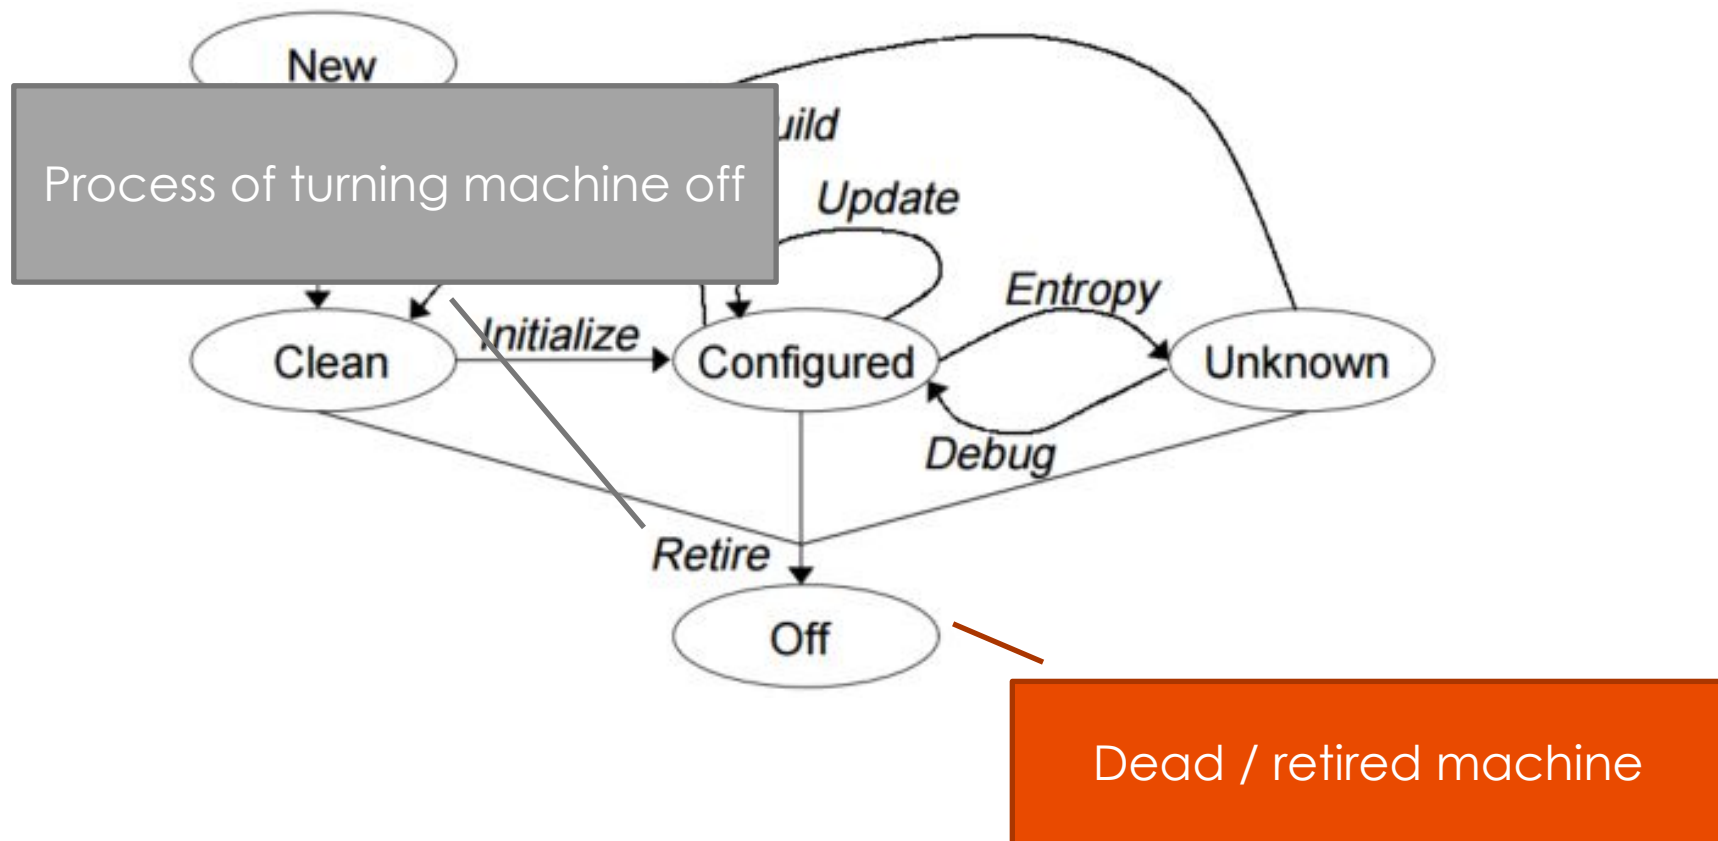 New
Process of turning machine off
uild
Update
Entropy
Initialize
Clean
Configured
Unknown
Debug
Retire
Off
Dead / retired machine